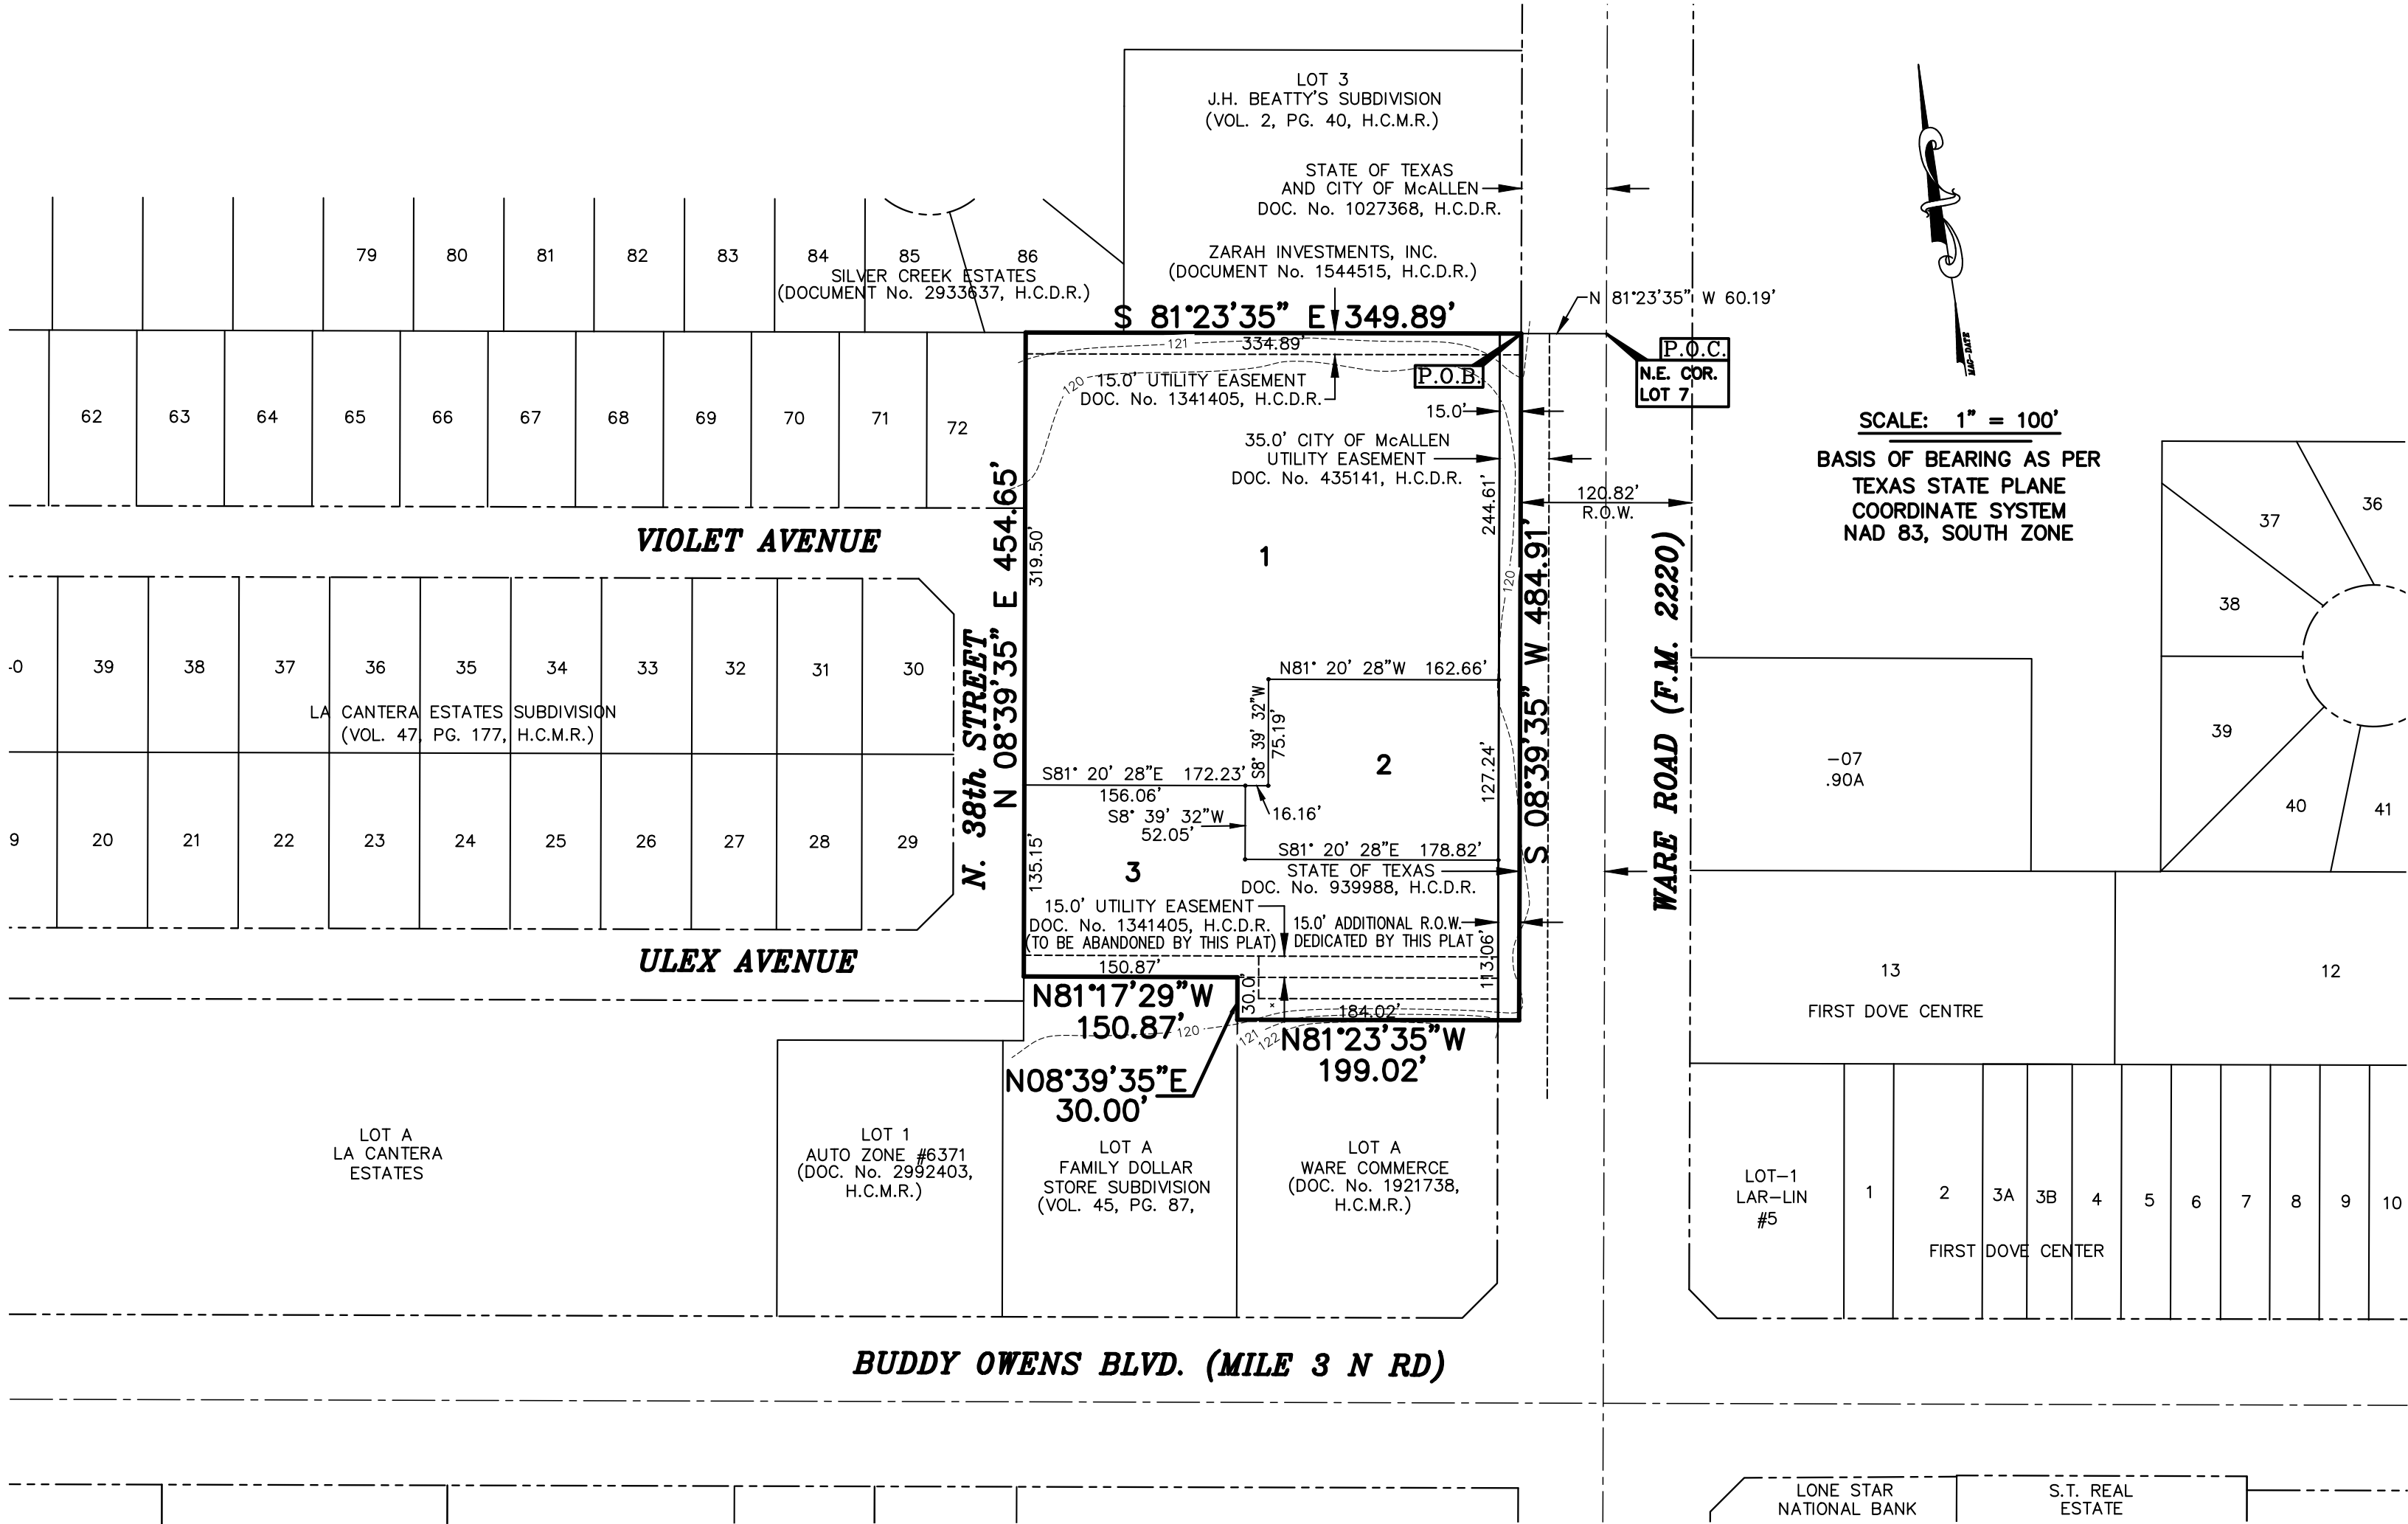 LOT 3
J.H. BEATTY'S SUBDIVISION
(VOL. 2, PG. 40, H.C.M.R.)
STATE OF TEXAS
AND CITY OF McALLEN
DOC. No. 1027368, H.C.D.R.
ZARAH INVESTMENTS, INC.
(DOCUMENT No. 1544515, H.C.D.R.)
79
80
81
82
83
84
85
86
SILVER CREEK ESTATES
(DOCUMENT No. 2933637, H.C.D.R.)
S 81°23'35" E 349.89'
N 81°23'35" W 60.19'
121
334.89'
P.O.C.
N.E. COR.
LOT 7
P.O.B.
120
15.0' UTILITY EASEMENT
DOC. No. 1341405, H.C.D.R.
15.0'
35.0' CITY OF McALLEN
UTILITY EASEMENT
DOC. No. 435141, H.C.D.R.
MAG-DATE
SCALE: 1" = 100'
BASIS OF BEARING AS PER
TEXAS STATE PLANE
COORDINATE SYSTEM
NAD 83, SOUTH ZONE
62
63
64
65
66
67
68
69
70
71
72
VIOLET AVENUE
N 08°39'35" E 454.65'
319.50'
1
244.61'
120
S 08°39'35" W 484.91'
120.82'
R.O.W.
WARE ROAD (F.M. 2220)
36
37
38
39
40
41
-07
.90A
-0
39
38
37
36
35
34
33
32
31
30
LA CANTERA ESTATES SUBDIVISION
(VOL. 47, PG. 177, H.C.M.R.)
N. 38th STREET
N81° 20' 28"W 162.66'
S8° 39' 32"W
75.19'
2
127.24'
S81° 20' 28"E 172.23'
156.06'
16.16'
S8° 39' 32"W
52.05'
S81° 20' 28"E 178.82'
9
20
21
22
23
24
25
26
27
28
29
135.15'
3
STATE OF TEXAS
DOC. No. 939988, H.C.D.R.
15.0' UTILITY EASEMENT
DOC. No. 1341405, H.C.D.R.
(TO BE ABANDONED BY THIS PLAT)
15.0' ADDITIONAL R.O.W.
DEDICATED BY THIS PLAT
113.06'
ULEX AVENUE
150.87'
30.0'
184.02'
N81°17'29"W
150.87'
120
121
122
N81°23'35"W
199.02'
N08°39'35"E
30.00'
13
12
FIRST DOVE CENTRE
LOT A
LA CANTERA
ESTATES
LOT 1
AUTO ZONE #6371
(DOC. No. 2992403,
H.C.M.R.)
LOT A
FAMILY DOLLAR
STORE SUBDIVISION
(VOL. 45, PG. 87,
LOT A
WARE COMMERCE
(DOC. No. 1921738,
H.C.M.R.)
LOT-1
LAR-LIN
#5
1
2
3A
3B
4
5
6
7
8
9
10
FIRST DOVE CENTER
BUDDY OWENS BLVD. (MILE 3 N RD)
LONE STAR
NATIONAL BANK
S.T. REAL
ESTATE